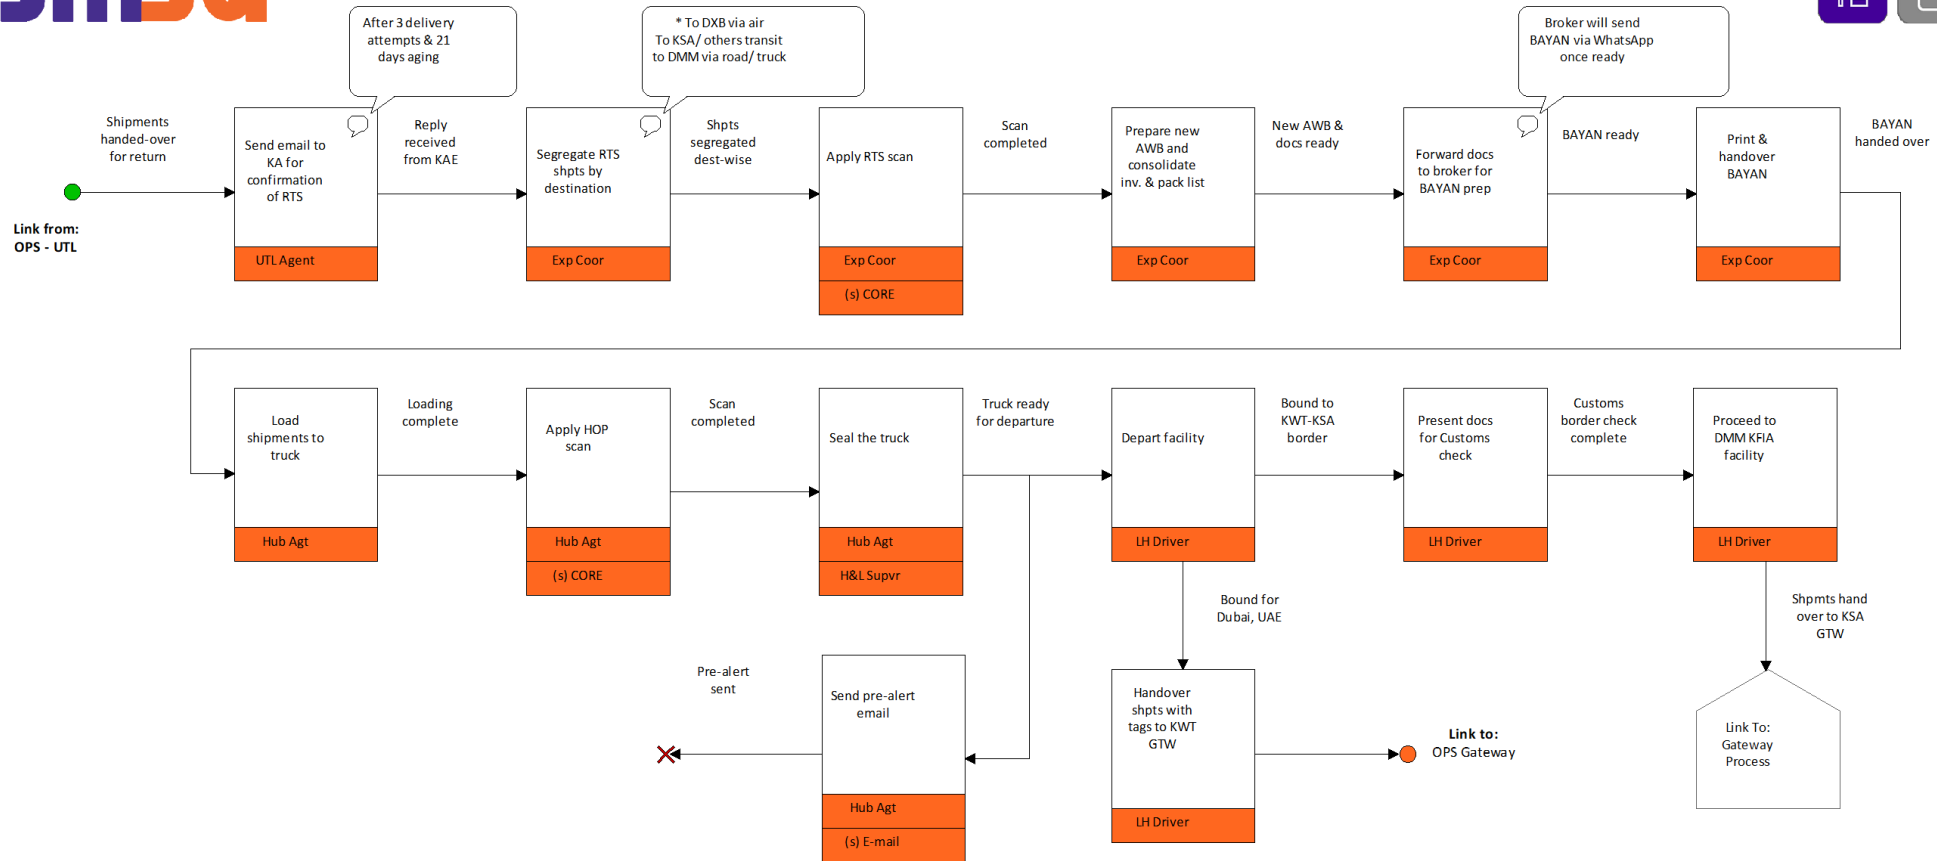 After 3 delivery
attempts & 21
days aging
* To DXB via air
To KSA/ others transit
to DMM via road/ truck
Broker will send
BAYAN via WhatsApp
once ready
Shipments
handed-over
for return
Link from:
OPS - UTL
Send email to
KA for
confirmation
of RTS
UTL Agent
Reply
received
from KAE
Segregate RTS
shpts by
destination
Exp Coor
Shpts
segregated
dest-wise
Apply RTS scan
Exp Coor
(s) CORE
Scan
completed
Prepare new
AWB and
consolidate
inv. & pack list
Exp Coor
New AWB &
docs ready
Forward docs
to broker for
BAYAN prep
Exp Coor
BAYAN ready
Print &
handover
BAYAN
Exp Coor
BAYAN
handed over
Load
shipments to
truck
Hub Agt
Loading
complete
Apply HOP
scan
Hub Agt
(s) CORE
Scan
completed
Seal the truck
Hub Agt
H&L Supvr
Truck ready
for departure
Depart facility
LH Driver
Bound to
KWT-KSA
border
Present docs
for Customs
check
LH Driver
Customs
border check
complete
Proceed to
DMM KFIA
facility
LH Driver
Bound for
Dubai, UAE
Shpmts hand
over to KSA
GTW
Pre-alert
sent
Send pre-alert
email
Hub Agt
(s) E-mail
Handover
shpts with
tags to KWT
GTW
LH Driver
Link to:
OPS Gateway
Link To:
Gateway
Process